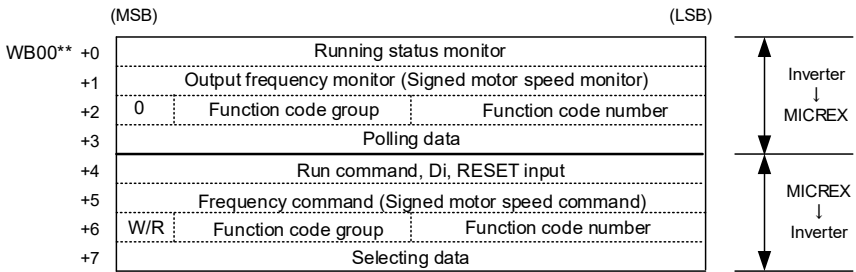 (MSB) (LSB)
WB00** +0 Running status monitor
+1 Output frequency monitor (Signed motor speed monitor)
+2 0 Function code group Function code number
+3 Polling data
Inverter
↓
MICREX
+4 Run command, Di, RESET input
+5 Frequency command (Signed motor speed command)
+6 W/R Function code group Function code number
+7 Selecting data
MICREX
↓
Inverter